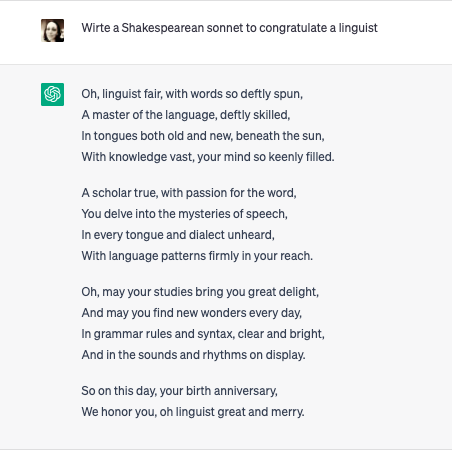 Wirte a Shakespearean sonnet to congratulate a linguist
Oh, linguist fair, with words so deftly spun,
A master of the language, deftly skilled,
In tongues both old and new, beneath the sun,
With knowledge vast, your mind so keenly filled.
A scholar true, with passion for the word,
You delve into the mysteries of speech,
In every tongue and dialect unheard,
With language patterns firmly in your reach.
Oh, may your studies bring you great delight,
And may you find new wonders every day,
In grammar rules and syntax, clear and bright,
And in the sounds and rhythms on display.
So on this day, your birth anniversary,
We honor you, oh linguist great and merry.